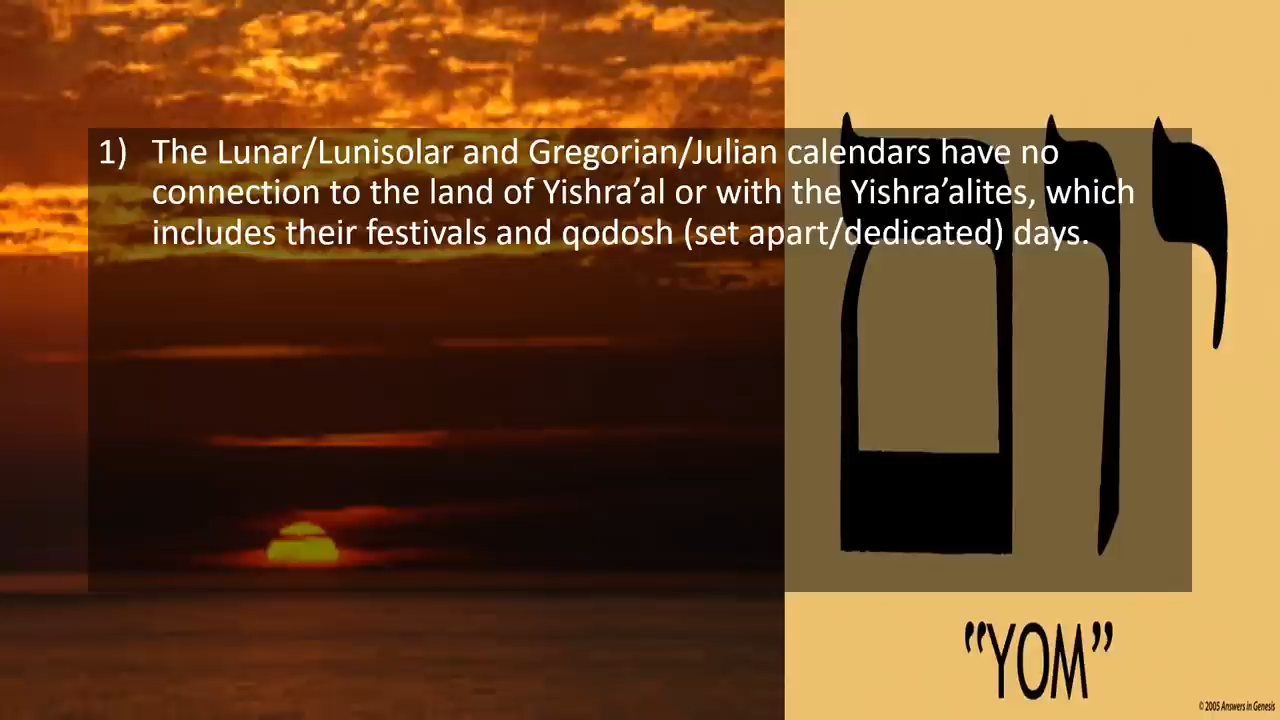 1) The Lunar/Lunisolar and Gregorian/Julian calendars have no
connection to the land of Yishra’al or with the Yishra’alites, which
includes their festivals and qodosh (set apart/dedicated) days.
יום
“YOM”
© 2005 Answers in Genesis